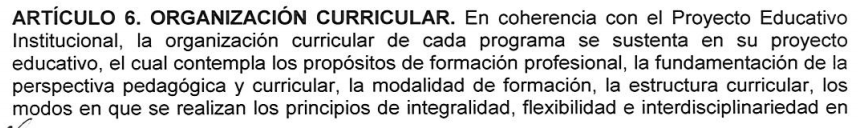 ARTÍCULO 6. ORGANIZACIÓN CURRICULAR. En coherencia con el Proyecto Educativo
Institucional, la organización curricular de cada programa se sustenta en su proyecto
educativo, el cual contempla los propósitos de formación profesional, la fundamentación de la
perspectiva pedagógica y curricular, la modalidad de formación, la estructura curricular, los
modos en que se realizan los principios de integralidad, flexibilidad e interdisciplinariedad en